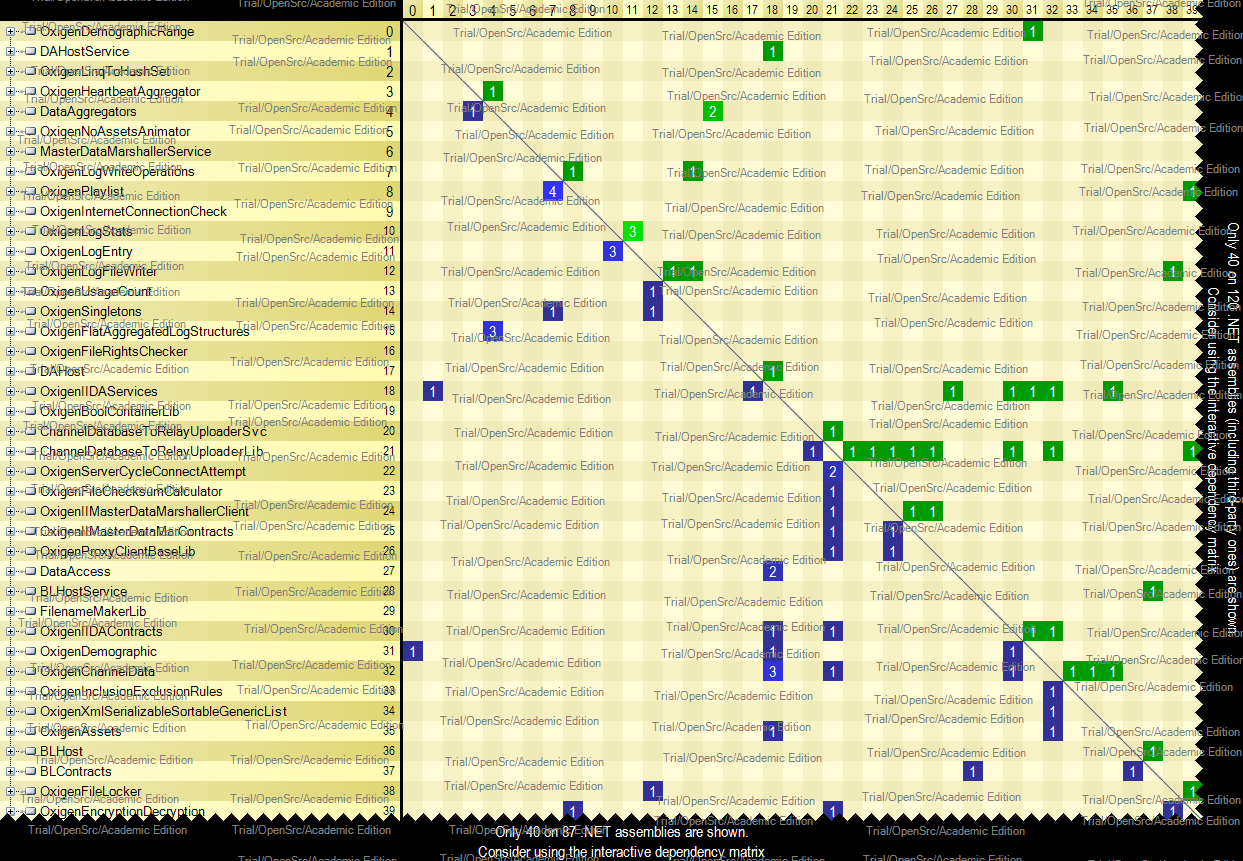 0 1 2 3 4 5 6 7 8 9 10 11 12 13 14 15 16 17 18 19 20 21 22 23 24 25 26 27 28 29 30 31 32 33 34 35 36 37 38 39
OxigenDemographicRange 0 1
DAHostService 1 1
OxigenLinqToHashSet 2
OxigenHeartbeatAggregator 3 1
DataAggregators 4 1 2
OxigenNoAssetsAnimator 5
MasterDataMarshallerService 6
OxigenLogWriteOperations 7 1 1
OxigenPlaylist 8 4 1
OxigenInternetConnectionCheck 9
OxigenLogStats 10 3
OxigenLogEntry 11 3
OxigenLogFileWriter 12 1 1 1
OxigenUsageCount 13 1
OxigenSingletons 14 1 1
OxigenFlatAggregatedLogStructures 15 3
OxigenFileRightsChecker 16
DAHost 17 1
OxigenIIDAServices 18 1 1 1 1 1 1 1
OxigenBoolContainerLib 19
ChannelDatabaseToRelayUploaderSvc 20 1
ChannelDatabaseToRelayUploaderLib 21 1 1 1 1 1 1 1 1 1
OxigenServerCycleConnectAttempt 22 2
OxigenFileChecksumCalculator 23 1
OxigenIIMasterDataMarshallerClient 24 1 1 1
OxigenIIMasterDataMarContracts 25 1 1
OxigenProxyClientBaseLib 26 1 1
DataAccess 27 2
BLHostService 28 1
FilenameMakerLib 29
OxigenIIDAContracts 30 1 1 1 1
OxigenDemographic 31 1 1 1
OxigenChannelData 32 3 1 1 1 1 1
OxigenInclusionExclusionRules 33 1
OxigenXmlSerializableSortableGenericList 34 1
OxigenAssets 35 1 1
BLHost 36 1
BLContracts 37 1 1
OxigenFileLocker 38 1 1
OxigenEncryptionDecryption 39 1 1 1
Only 40 on 87 .NET assemblies are shown.
Consider using the interactive dependency matrix
Only 40 on 120 .NET assemblies (including third-party ones) are shown.
Consider using the interactive dependency matrix
Trial/OpenSrc/Academic Edition